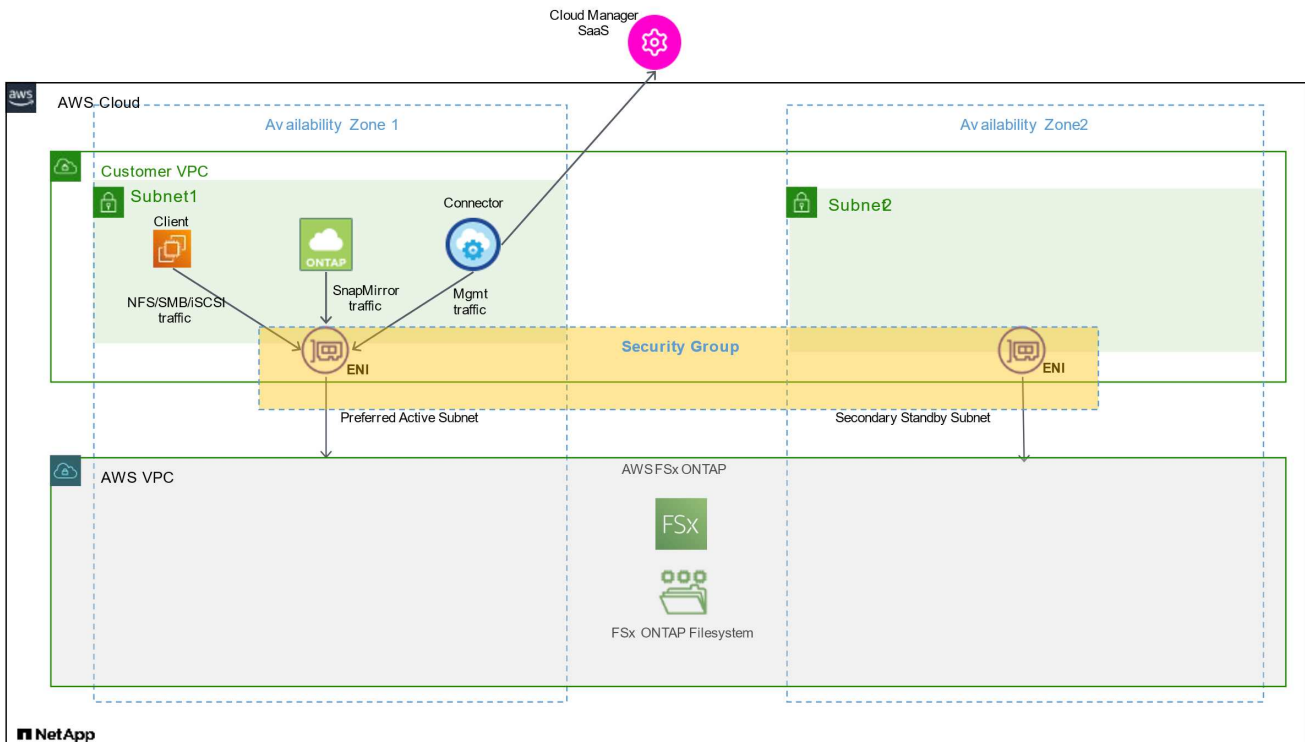 Cloud Manager
SaaS
aws
AWS Cloud
Availability Zone 1
Availability Zone2
Customer VPC
Subnet1
Subnet2
Client
Connector
ONTAP
NFS/SMB/iSCSI
traffic
SnapMirror
traffic
Mgmt
traffic
Security Group
ENI
ENI
Preferred Active Subnet
Secondary Standby Subnet
AWS VPC
AWS FSx ONTAP
FSx
FSx ONTAP Filesystem
NetApp